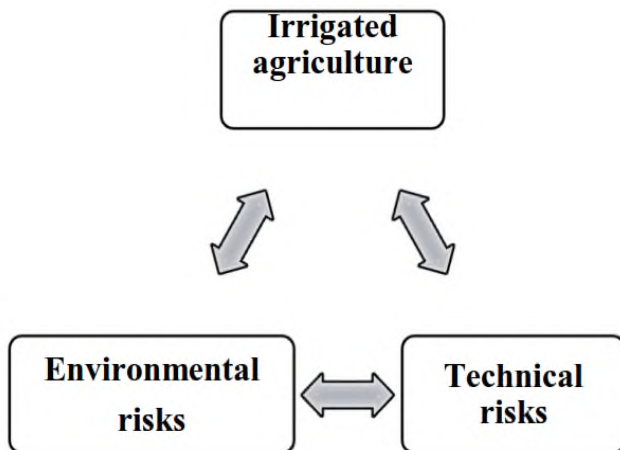 Irrigated
agriculture
Environmental
risks
Technical
risks